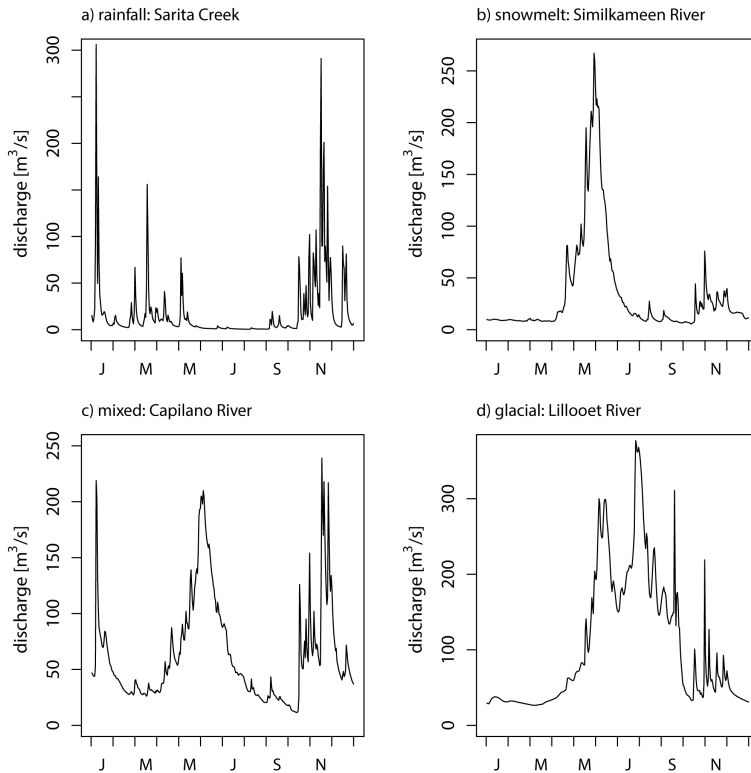 a) rainfall: Sarita Creek
discharge [m³/s]
300
200
100
50
0
J M M J S N
b) snowmelt: Similkameen River
discharge [m³/s]
250
200
150
100
50
0
J M M J S N
c) mixed: Capilano River
discharge [m³/s]
250
200
150
100
50
0
J M M J S N
d) glacial: Lillooet River
discharge [m³/s]
300
200
100
0
J M M J S N